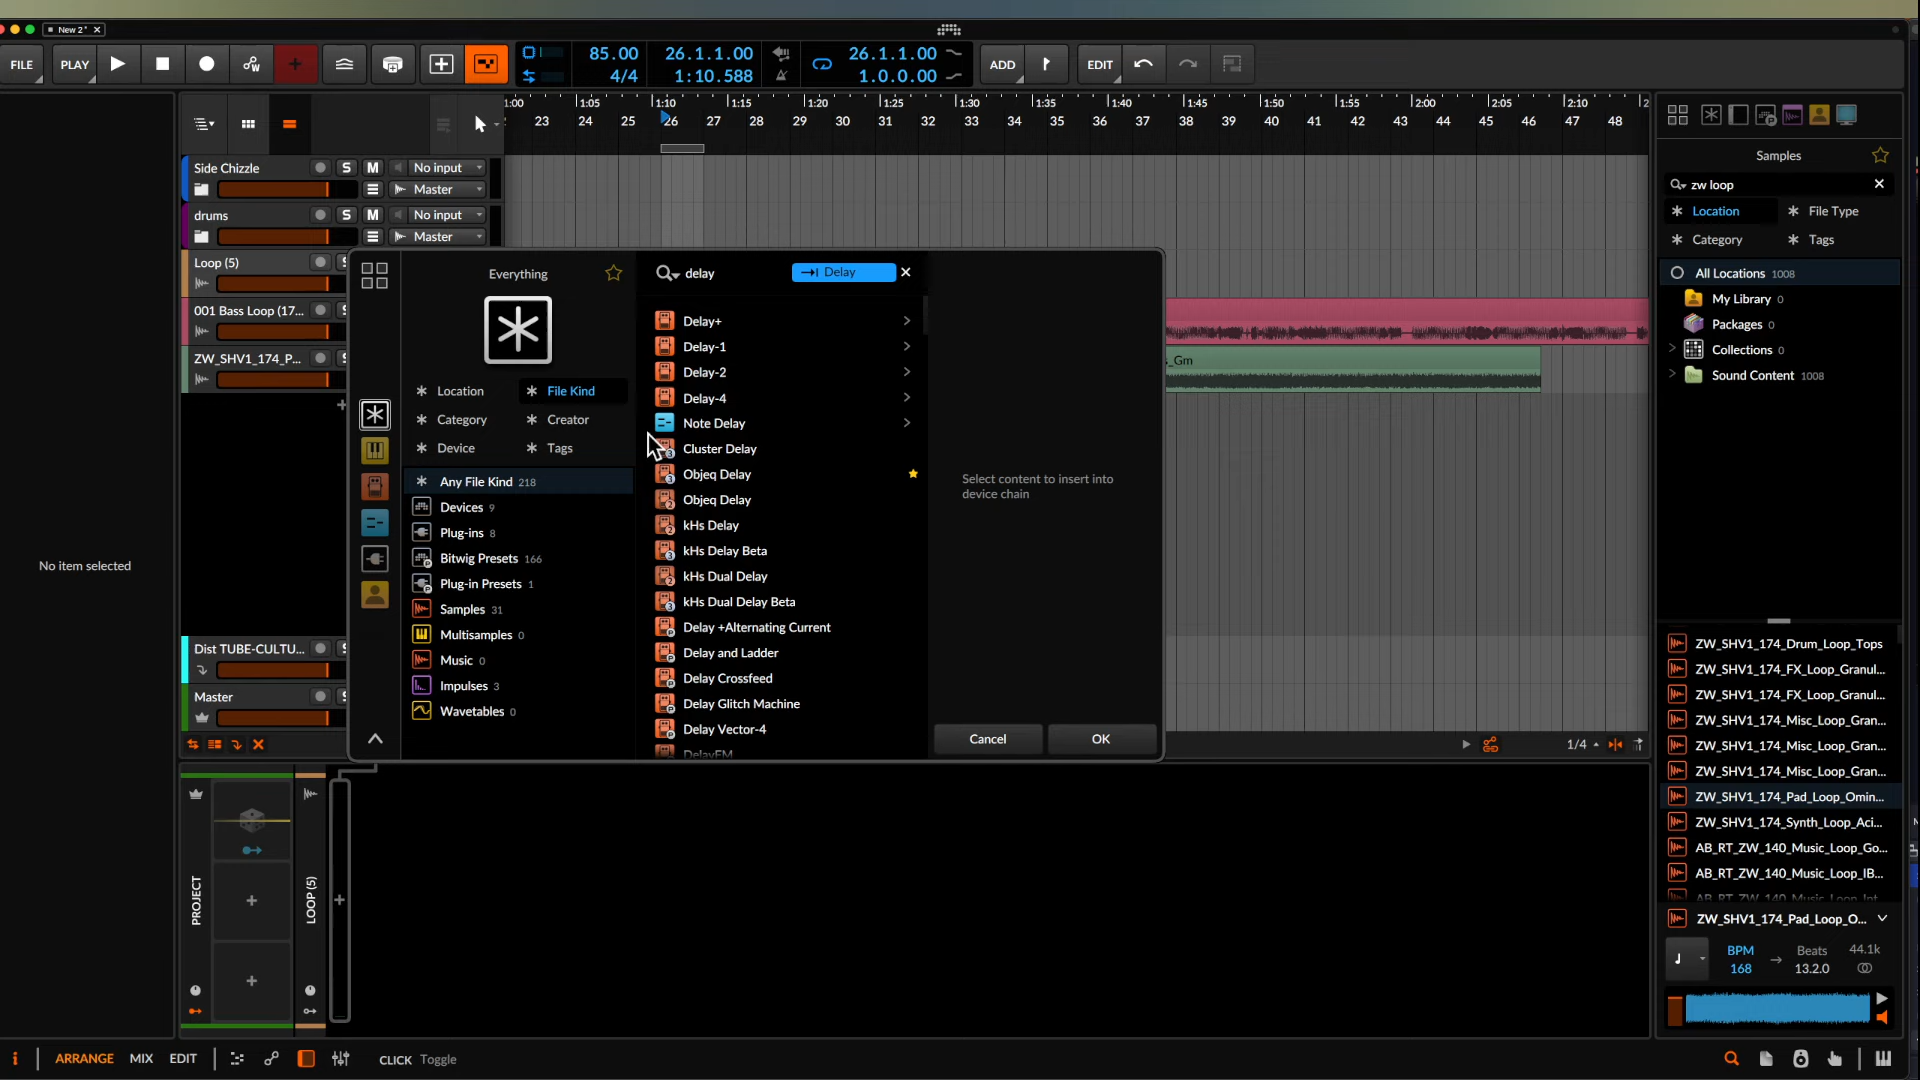 New 2*
FILE
PLAY
85.00
4/4
26.1.1.00
1:10.588
26.1.1.00
1.0.0.00
ADD
EDIT
1:00 1:05 1:10 1:15 1:20 1:25 1:30 1:35 1:40 1:45 1:50 1:55 2:00 2:05 2:10
23 24 25 26 27 28 29 30 31 32 33 34 35 36 37 38 39 40 41 42 43 44 45 46 47 48
Side Chizzle S M No input
Master
drums S M No input
Master
Loop (5)
001 Bass Loop (17...
ZW_SHV1_174_P...
Dist TUBE-CULTU...
Master
No item selected
_Gm
Everything
Location
File Kind
Category
Creator
Device
Tags
Any File Kind 218
Devices 9
Plug-ins 8
Bitwig Presets 166
Plug-in Presets 1
Samples 31
Multisamples 0
Music 0
Impulses 3
Wavetables 0
delay
Delay
Delay+
Delay-1
Delay-2
Delay-4
Note Delay
Cluster Delay
Objeq Delay
Objeq Delay
kHs Delay
kHs Delay Beta
kHs Dual Delay
kHs Dual Delay Beta
Delay +Alternating Current
Delay and Ladder
Delay Crossfeed
Delay Glitch Machine
Delay Vector-4
DelayFM
Select content to insert into
device chain
Cancel
OK
1/4
Samples
zw loop
Location
File Type
Category
Tags
All Locations 1008
My Library 0
Packages 0
Collections 0
Sound Content 1008
ZW_SHV1_174_Drum_Loop_Tops
ZW_SHV1_174_FX_Loop_Granul...
ZW_SHV1_174_FX_Loop_Granul...
ZW_SHV1_174_Misc_Loop_Gran...
ZW_SHV1_174_Misc_Loop_Gran...
ZW_SHV1_174_Misc_Loop_Gran...
ZW_SHV1_174_Pad_Loop_Omin...
ZW_SHV1_174_Synth_Loop_Aci...
AB_RT_ZW_140_Music_Loop_Go...
AB_RT_ZW_140_Music_Loop_IB...
AB_RT_ZW_140_Music_Loop_Int
ZW_SHV1_174_Pad_Loop_O...
BPM
168
Beats
13.2.0
44.1k
PROJECT
LOOP (5)
ARRANGE
MIX
EDIT
CLICK Toggle